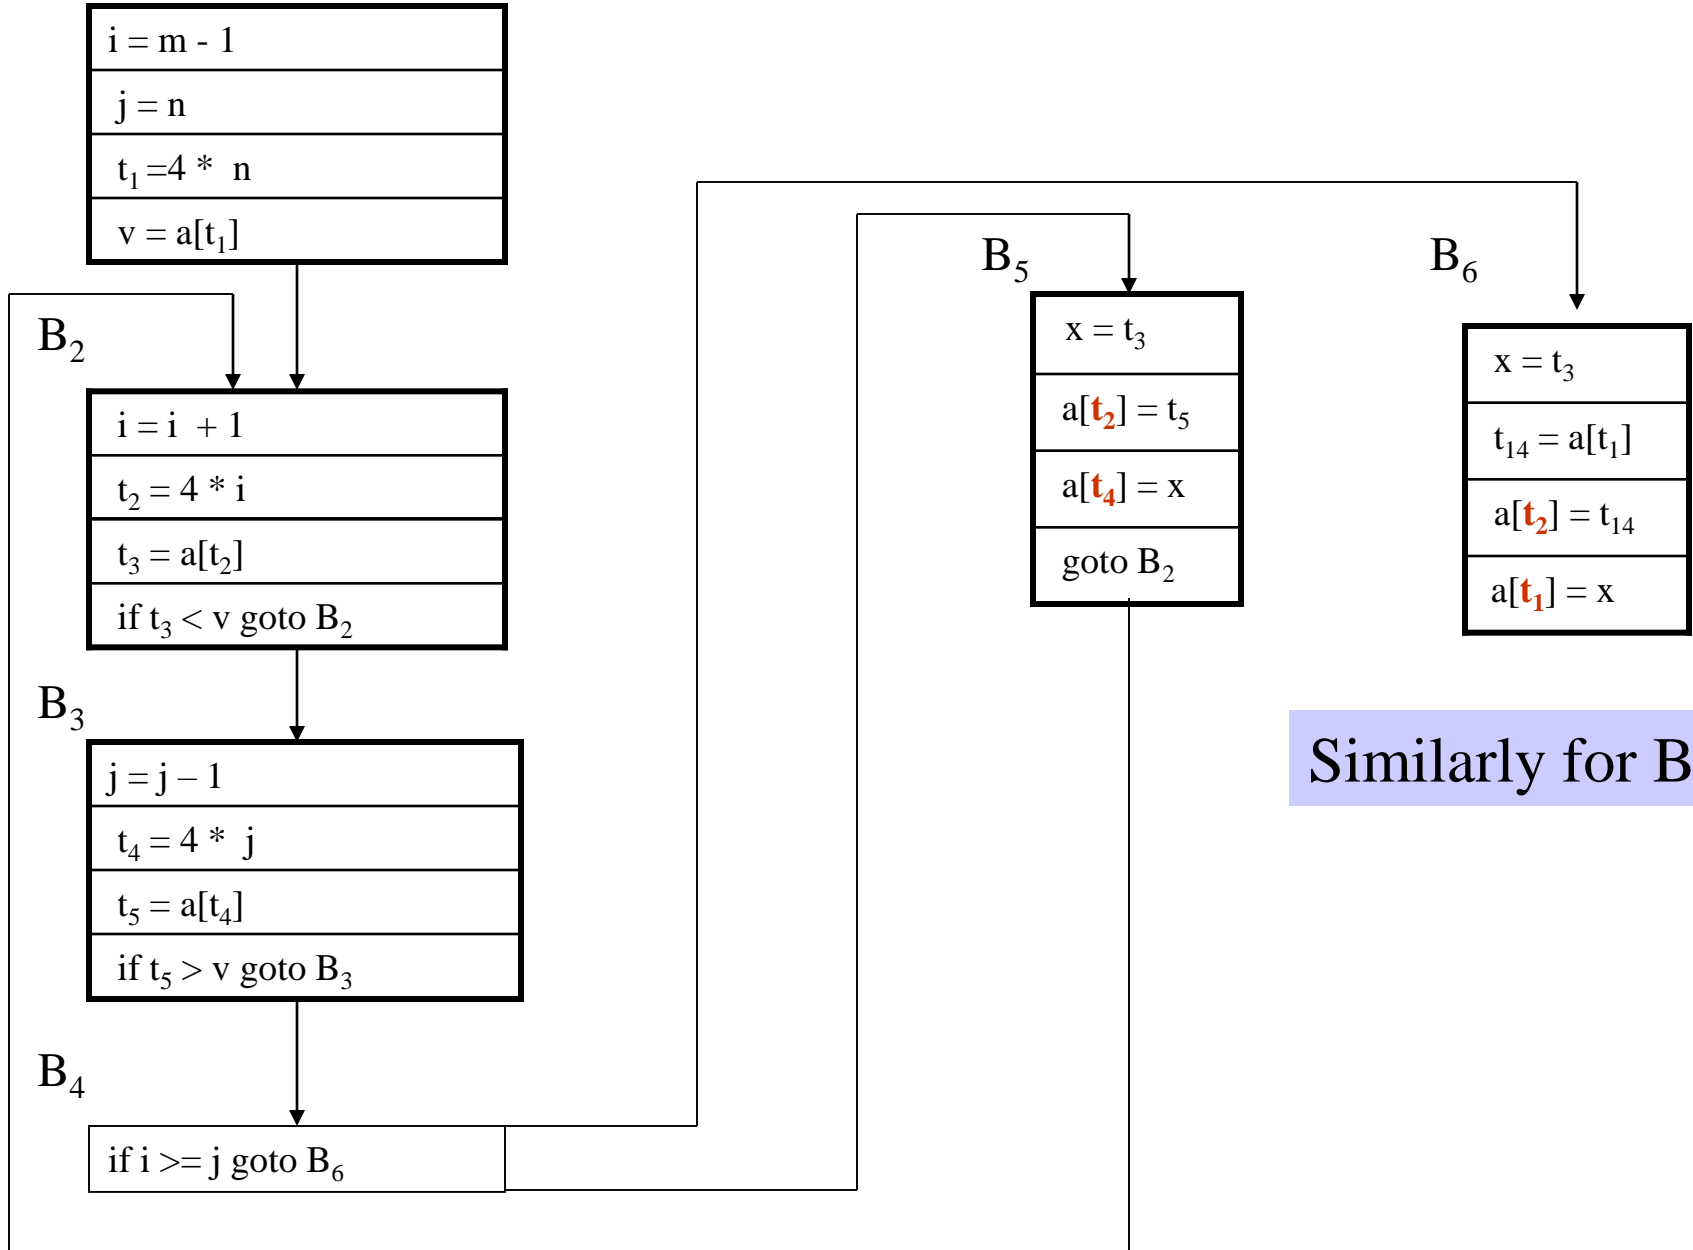 i = m - 1
j = n
t₁ =4 * n
v = a[t₁]
B₂
i = i + 1
t₂ = 4 * i
t₃ = a[t₂]
if t₃ < v goto B₂
B₃
j = j – 1
t₄ = 4 * j
t₅ = a[t₄]
if t₅ > v goto B₃
B₄
if i >= j goto B₆
B₅
x = t₃
a[t₂] = t₅
a[t₄] = x
goto B₂
B₆
x = t₃
t₁₄ = a[t₁]
a[t₂] = t₁₄
a[t₁] = x
Similarly for B